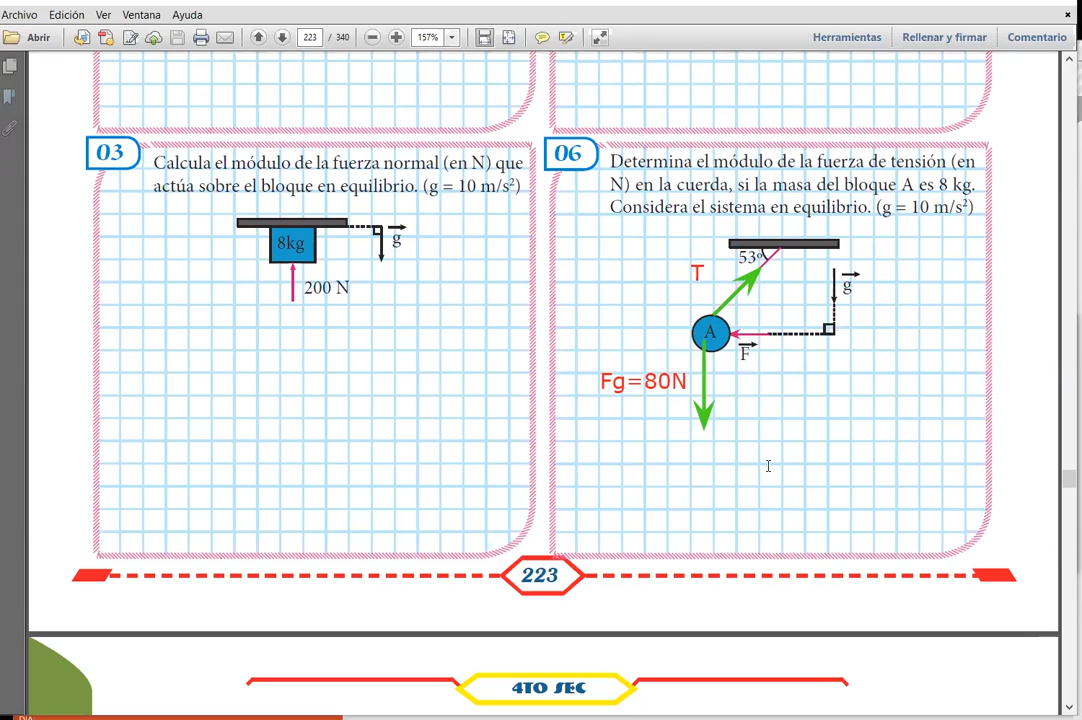 Archivo Edición Ver Ventana Ayuda
Abrir 223 / 340 157% Herramientas Rellenar y firmar Comentario
03
Calcula el módulo de la fuerza normal (en N) que
actúa sobre el bloque en equilibrio. (g = 10 m/s²)
8kg
g
200 N
06
Determina el módulo de la fuerza de tensión (en
N) en la cuerda, si la masa del bloque A es 8 kg.
Considera el sistema en equilibrio. (g = 10 m/s²)
53º
T
g
A
F
Fg=80N
223
4TO SEC